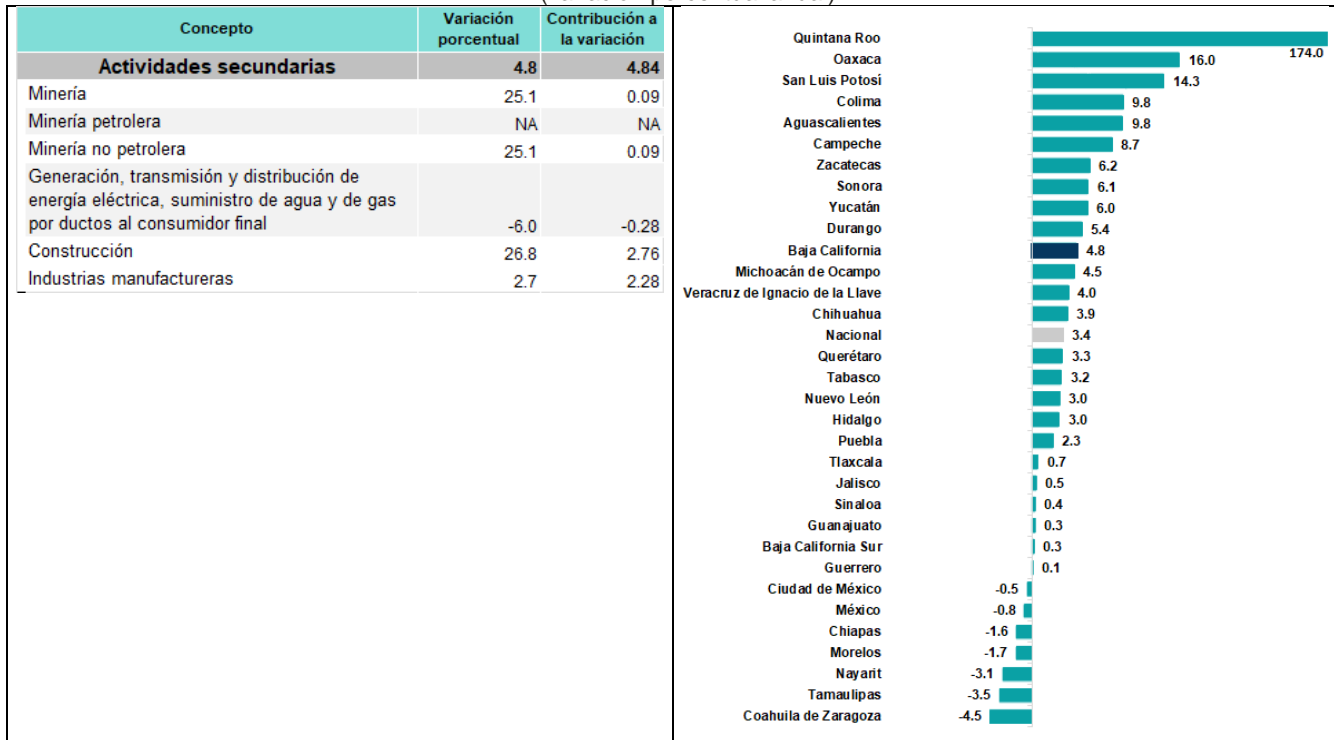 Concepto
Variación
porcentual
Contribución a
la variación
Actividades secundarias 4.8 4.84
Minería 25.1 0.09
Minería petrolera NA NA
Minería no petrolera 25.1 0.09
Generación, transmisión y distribución de
energía eléctrica, suministro de agua y de gas
por ductos al consumidor final -6.0 -0.28
Construcción 26.8 2.76
Industrias manufactureras 2.7 2.28
Quintana Roo 174.0
Oaxaca 16.0
San Luis Potosí 14.3
Colima 9.8
Aguascalientes 9.8
Campeche 8.7
Zacatecas 6.2
Sonora 6.1
Yucatán 6.0
Durango 5.4
Baja California 4.8
Michoacán de Ocampo 4.5
Veracruz de Ignacio de la Llave 4.0
Chihuahua 3.9
Nacional 3.4
Querétaro 3.3
Tabasco 3.2
Nuevo León 3.0
Hidalgo 3.0
Puebla 2.3
Tlaxcala 0.7
Jalisco 0.5
Sinaloa 0.4
Guanajuato 0.3
Baja California Sur 0.3
Guerrero 0.1
Ciudad de México -0.5
México -0.8
Chiapas -1.6
Morelos -1.7
Nayarit -3.1
Tamaulipas -3.5
Coahuila de Zaragoza -4.5